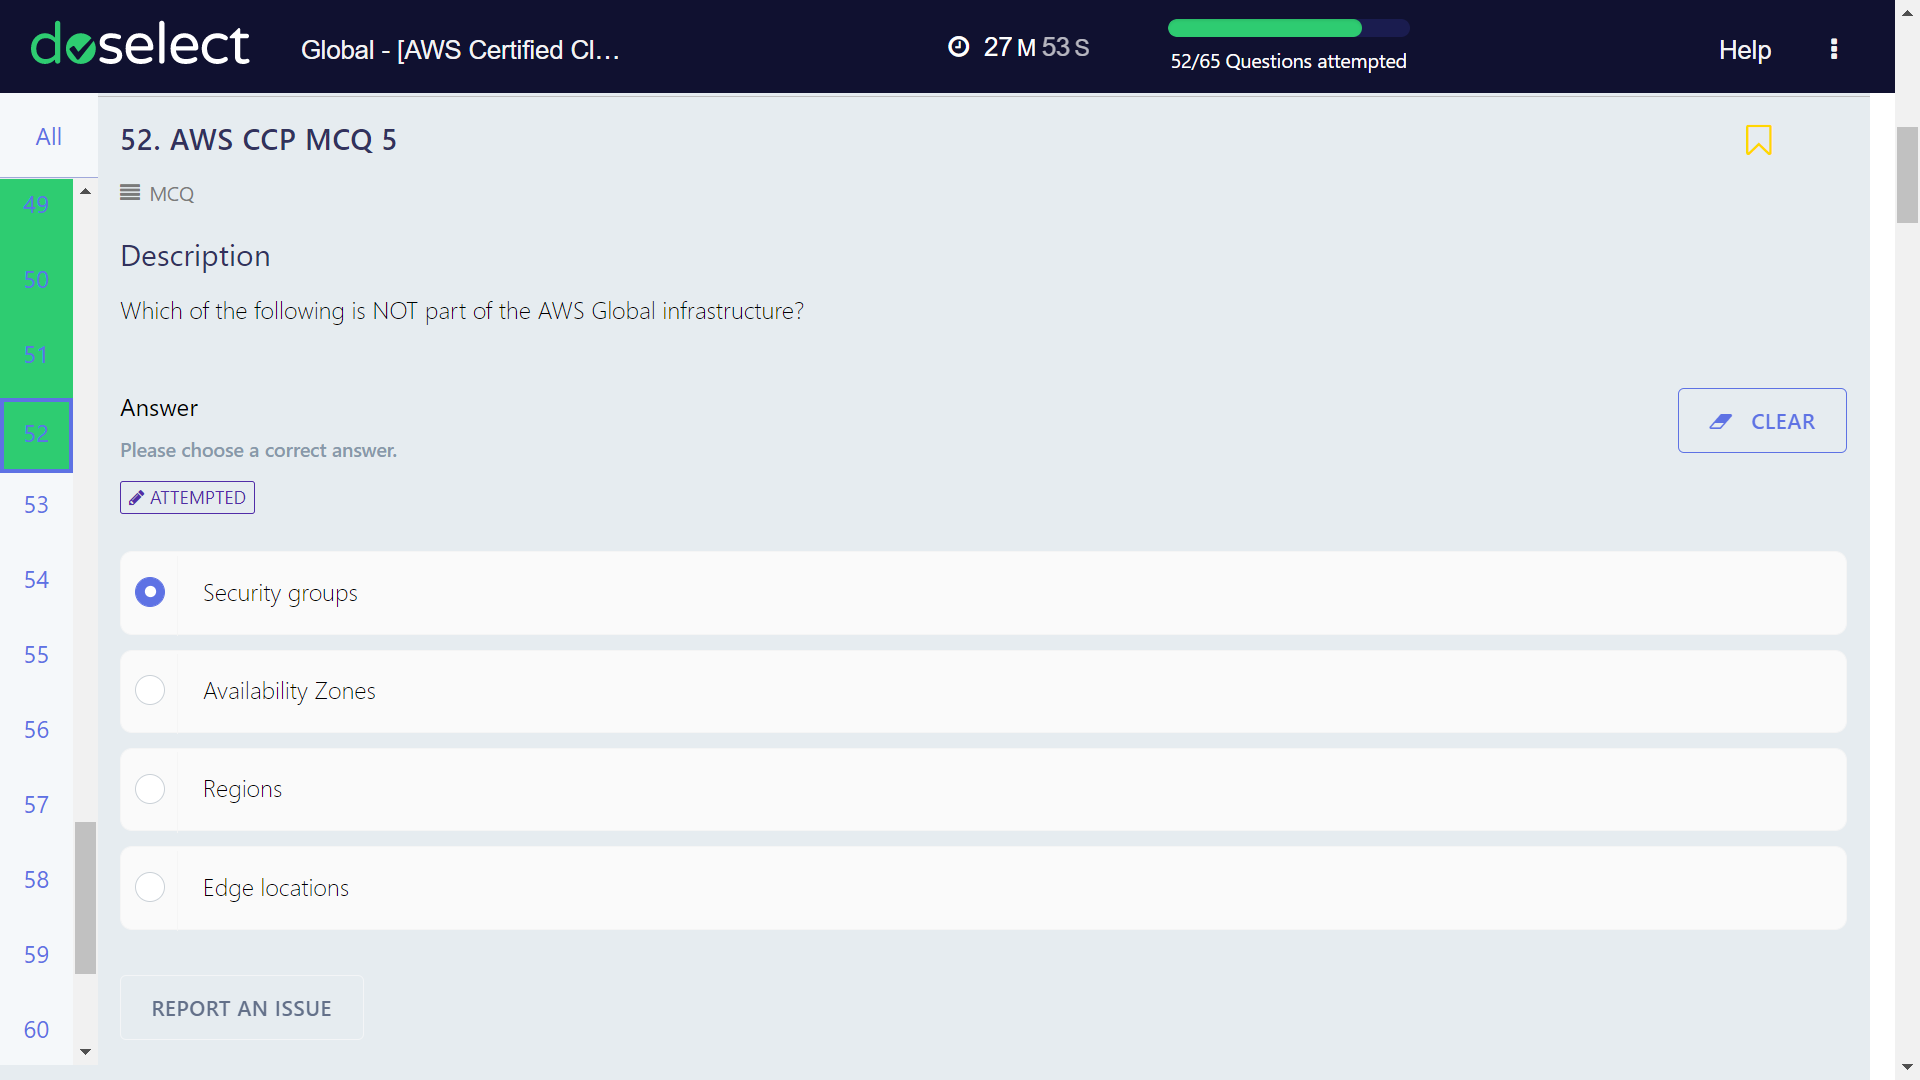 doselect
Global - [AWS Certified Cl...
27 M 53 S
52/65 Questions attempted
Help
All
49
50
51
52
53
54
55
56
57
58
59
60
52. AWS CCP MCQ 5
MCQ
Description
Which of the following is NOT part of the AWS Global infrastructure?
Answer
CLEAR
Please choose a correct answer.
ATTEMPTED
Security groups
Availability Zones
Regions
Edge locations
REPORT AN ISSUE